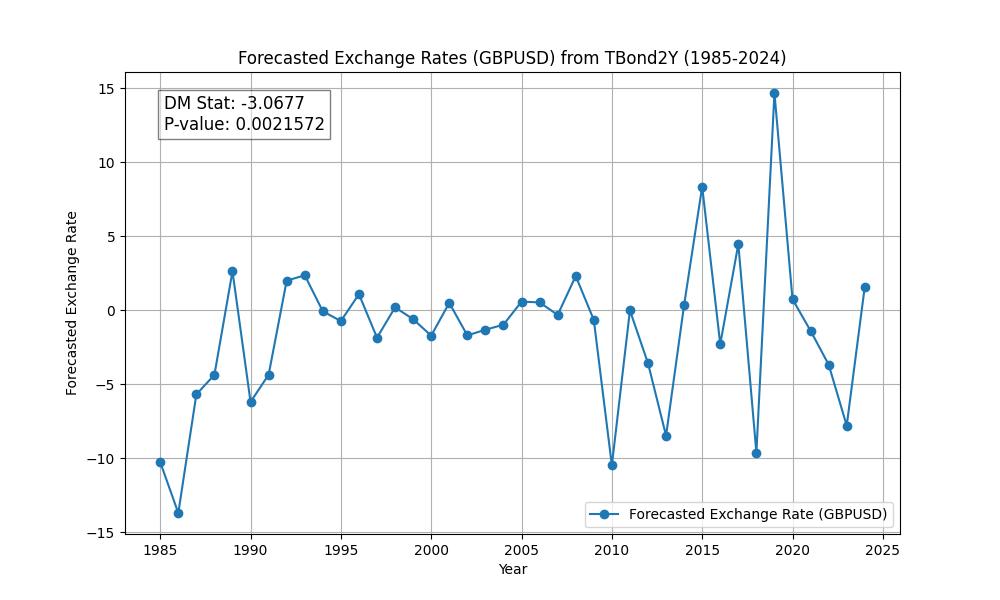 Forecasted Exchange Rates (GBPUSD) from TBond2Y (1985-2024)
DM Stat: -3.0677
P-value: 0.0021572
Forecasted Exchange Rate
15
10
5
0
−5
−10
−15
Forecasted Exchange Rate (GBPUSD)
1985 1990 1995 2000 2005 2010 2015 2020 2025
Year